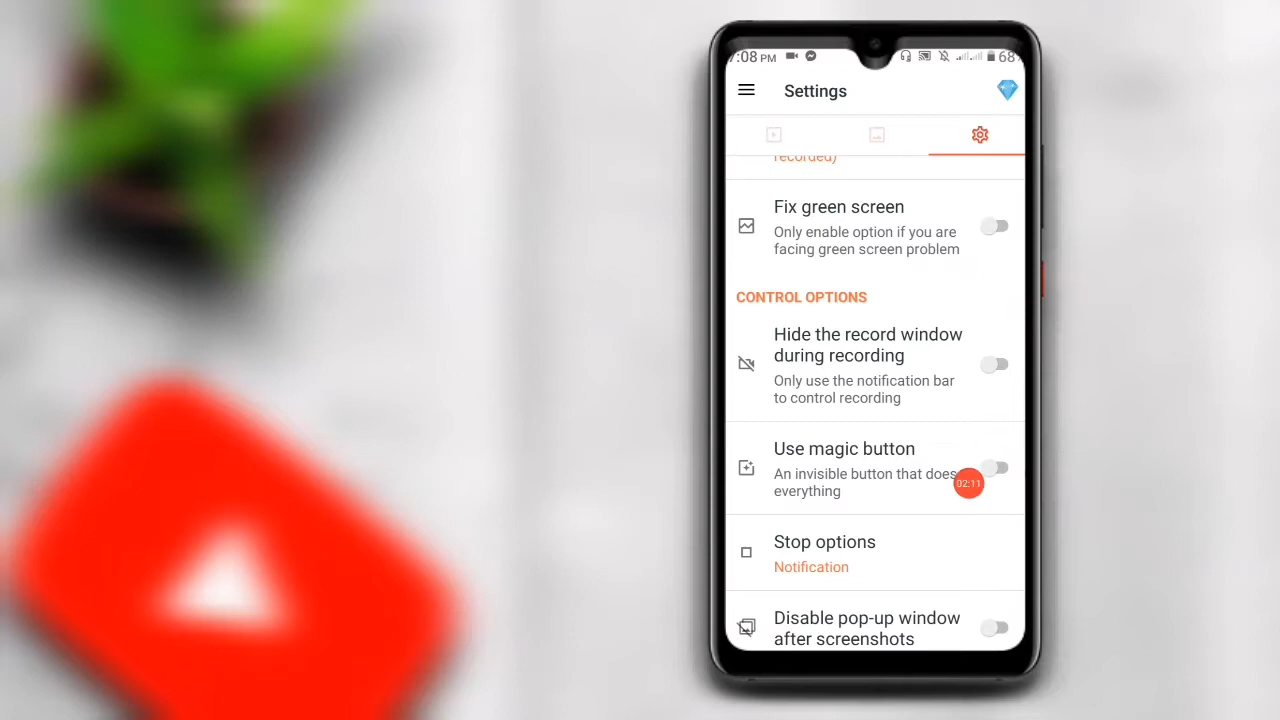 7:08 PM
68
Settings
recorded)
Fix green screen
Only enable option if you are
facing green screen problem
CONTROL OPTIONS
Hide the record window
during recording
Only use the notification bar
to control recording
Use magic button
An invisible button that does
everything
02:11
Stop options
Notification
Disable pop-up window
after screenshots